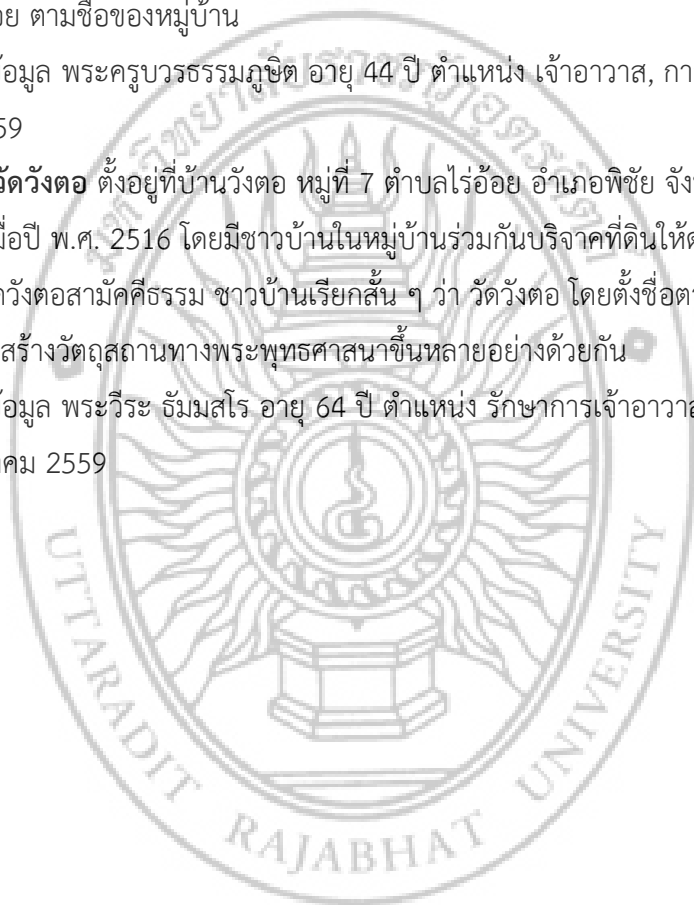 อย ตามชื่อของหมู่บ้าน
้อมูล พระครูบวรธรรมภูษิต อายุ 44 ปี ตำแหน่ง เจ้าอาวาส, กา
59
วัดวังตอ ตั้งอยู่ที่บ้านวังตอ หมู่ที่ 7 ตำบลไร่อ้อย อำเภอพิชัย จัง
มื่อปี พ.ศ. 2516 โดยมีชาวบ้านในหมู่บ้านร่วมกันบริจาคที่ดินให้
วังตอสามัคคีธรรม ชาวบ้านเรียกสั้น ๆ ว่า วัดวังตอ โดยตั้งชื่อ
สร้างวัตถุสถานทางพระพุทธศาสนาขึ้นหลายอย่างด้วยกัน
้อมูล พระวีระ ธัมมสโร อายุ 64 ปี ตำแหน่ง รักษาการเจ้าอาวาส
คม 2559
UTTARADIT RAJABHAT UNIVERSITY